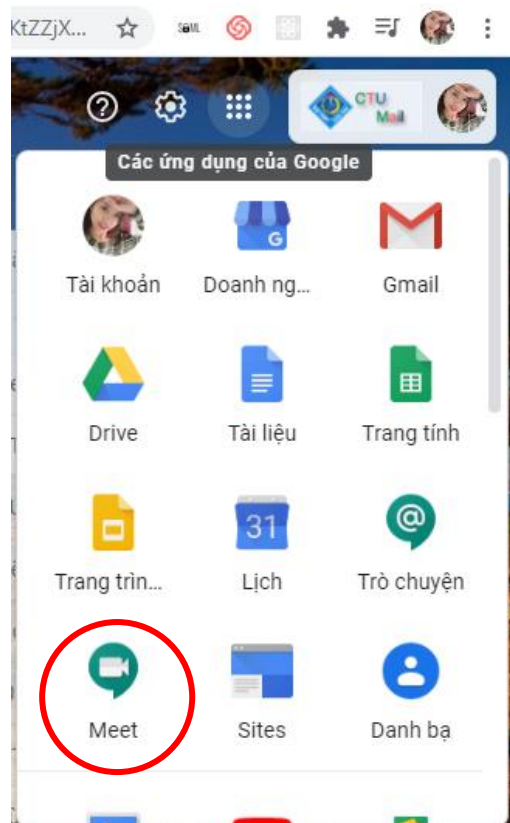 KtZZjX...
CTU
Mail
Các ứng dụng của Google
G
Tài khoản
Doanh ng...
Gmail
Drive
Tài liệu
Trang tính
31
@
Trang trìn...
Lịch
Trò chuyện
Meet
Sites
Danh bạ